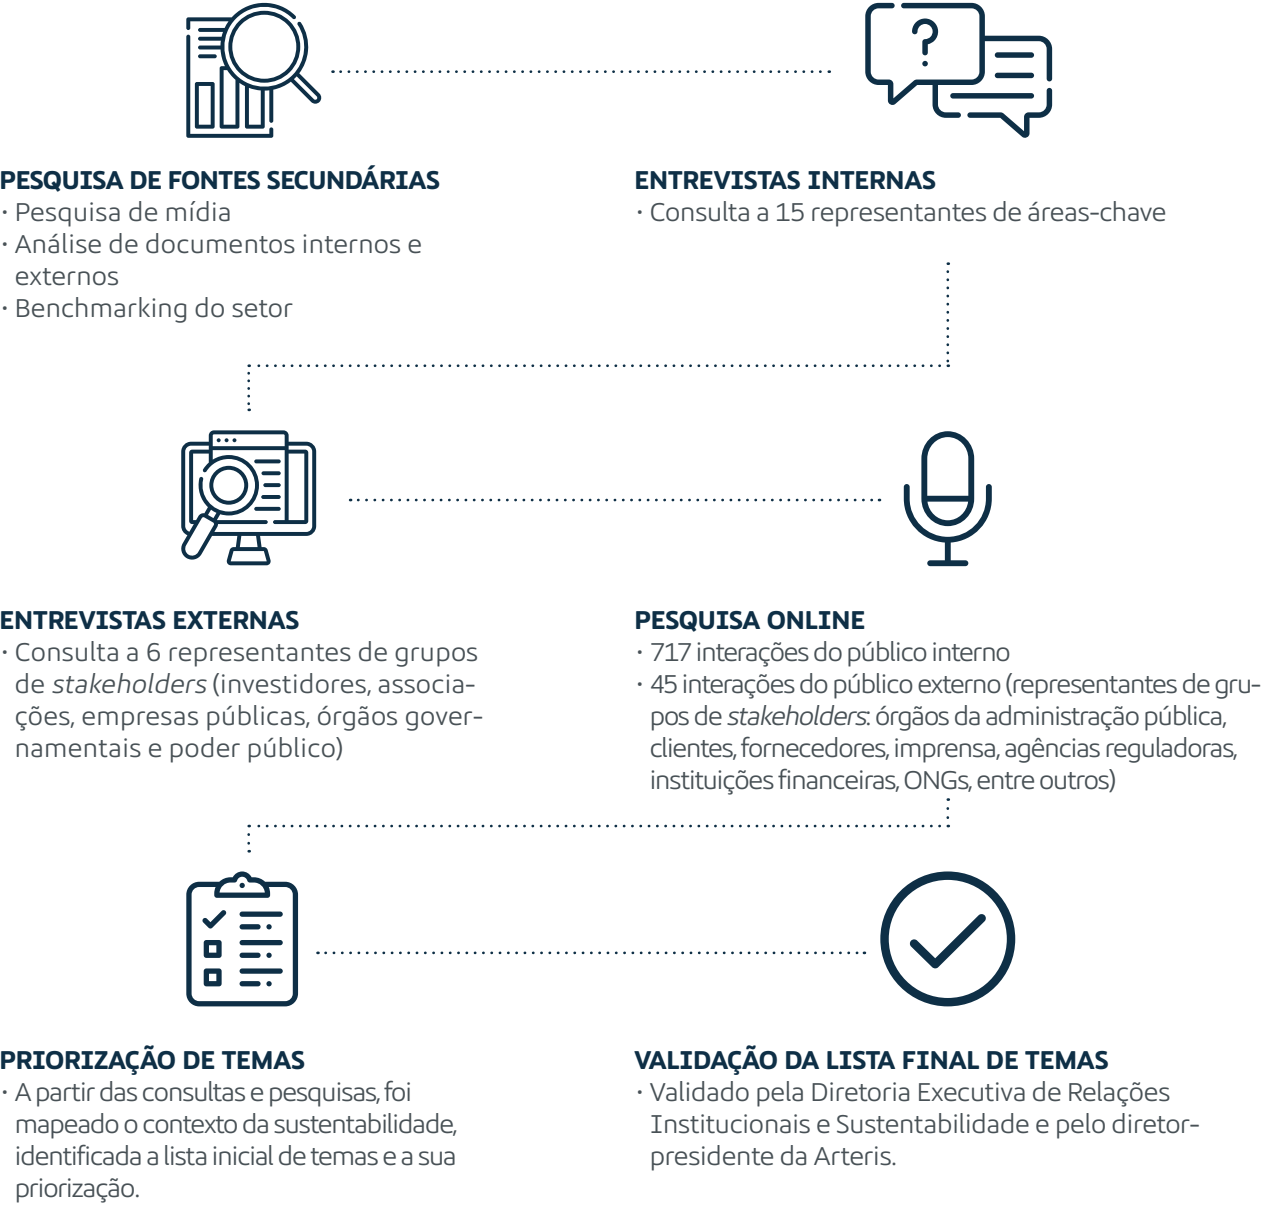 ?
PESQUISA DE FONTES SECUNDÁRIAS
· Pesquisa de mídia
· Análise de documentos internos e
externos
· Benchmarking do setor
ENTREVISTAS INTERNAS
· Consulta a 15 representantes de áreas-chave
ENTREVISTAS EXTERNAS
· Consulta a 6 representantes de grupos
de stakeholders (investidores, associa-
ções, empresas públicas, órgãos gover-
namentais e poder público)
PESQUISA ONLINE
· 717 interações do público interno
· 45 interações do público externo (representantes de gru-
pos de stakeholders: órgãos da administração pública,
clientes, fornecedores, imprensa, agências reguladoras,
instituições financeiras, ONGs, entre outros)
PRIORIZAÇÃO DE TEMAS
· A partir das consultas e pesquisas, foi
mapeado o contexto da sustentabilidade,
identificada a lista inicial de temas e a sua
priorização.
VALIDAÇÃO DA LISTA FINAL DE TEMAS
· Validado pela Diretoria Executiva de Relações
Institucionais e Sustentabilidade e pelo diretor-
presidente da Arteris.